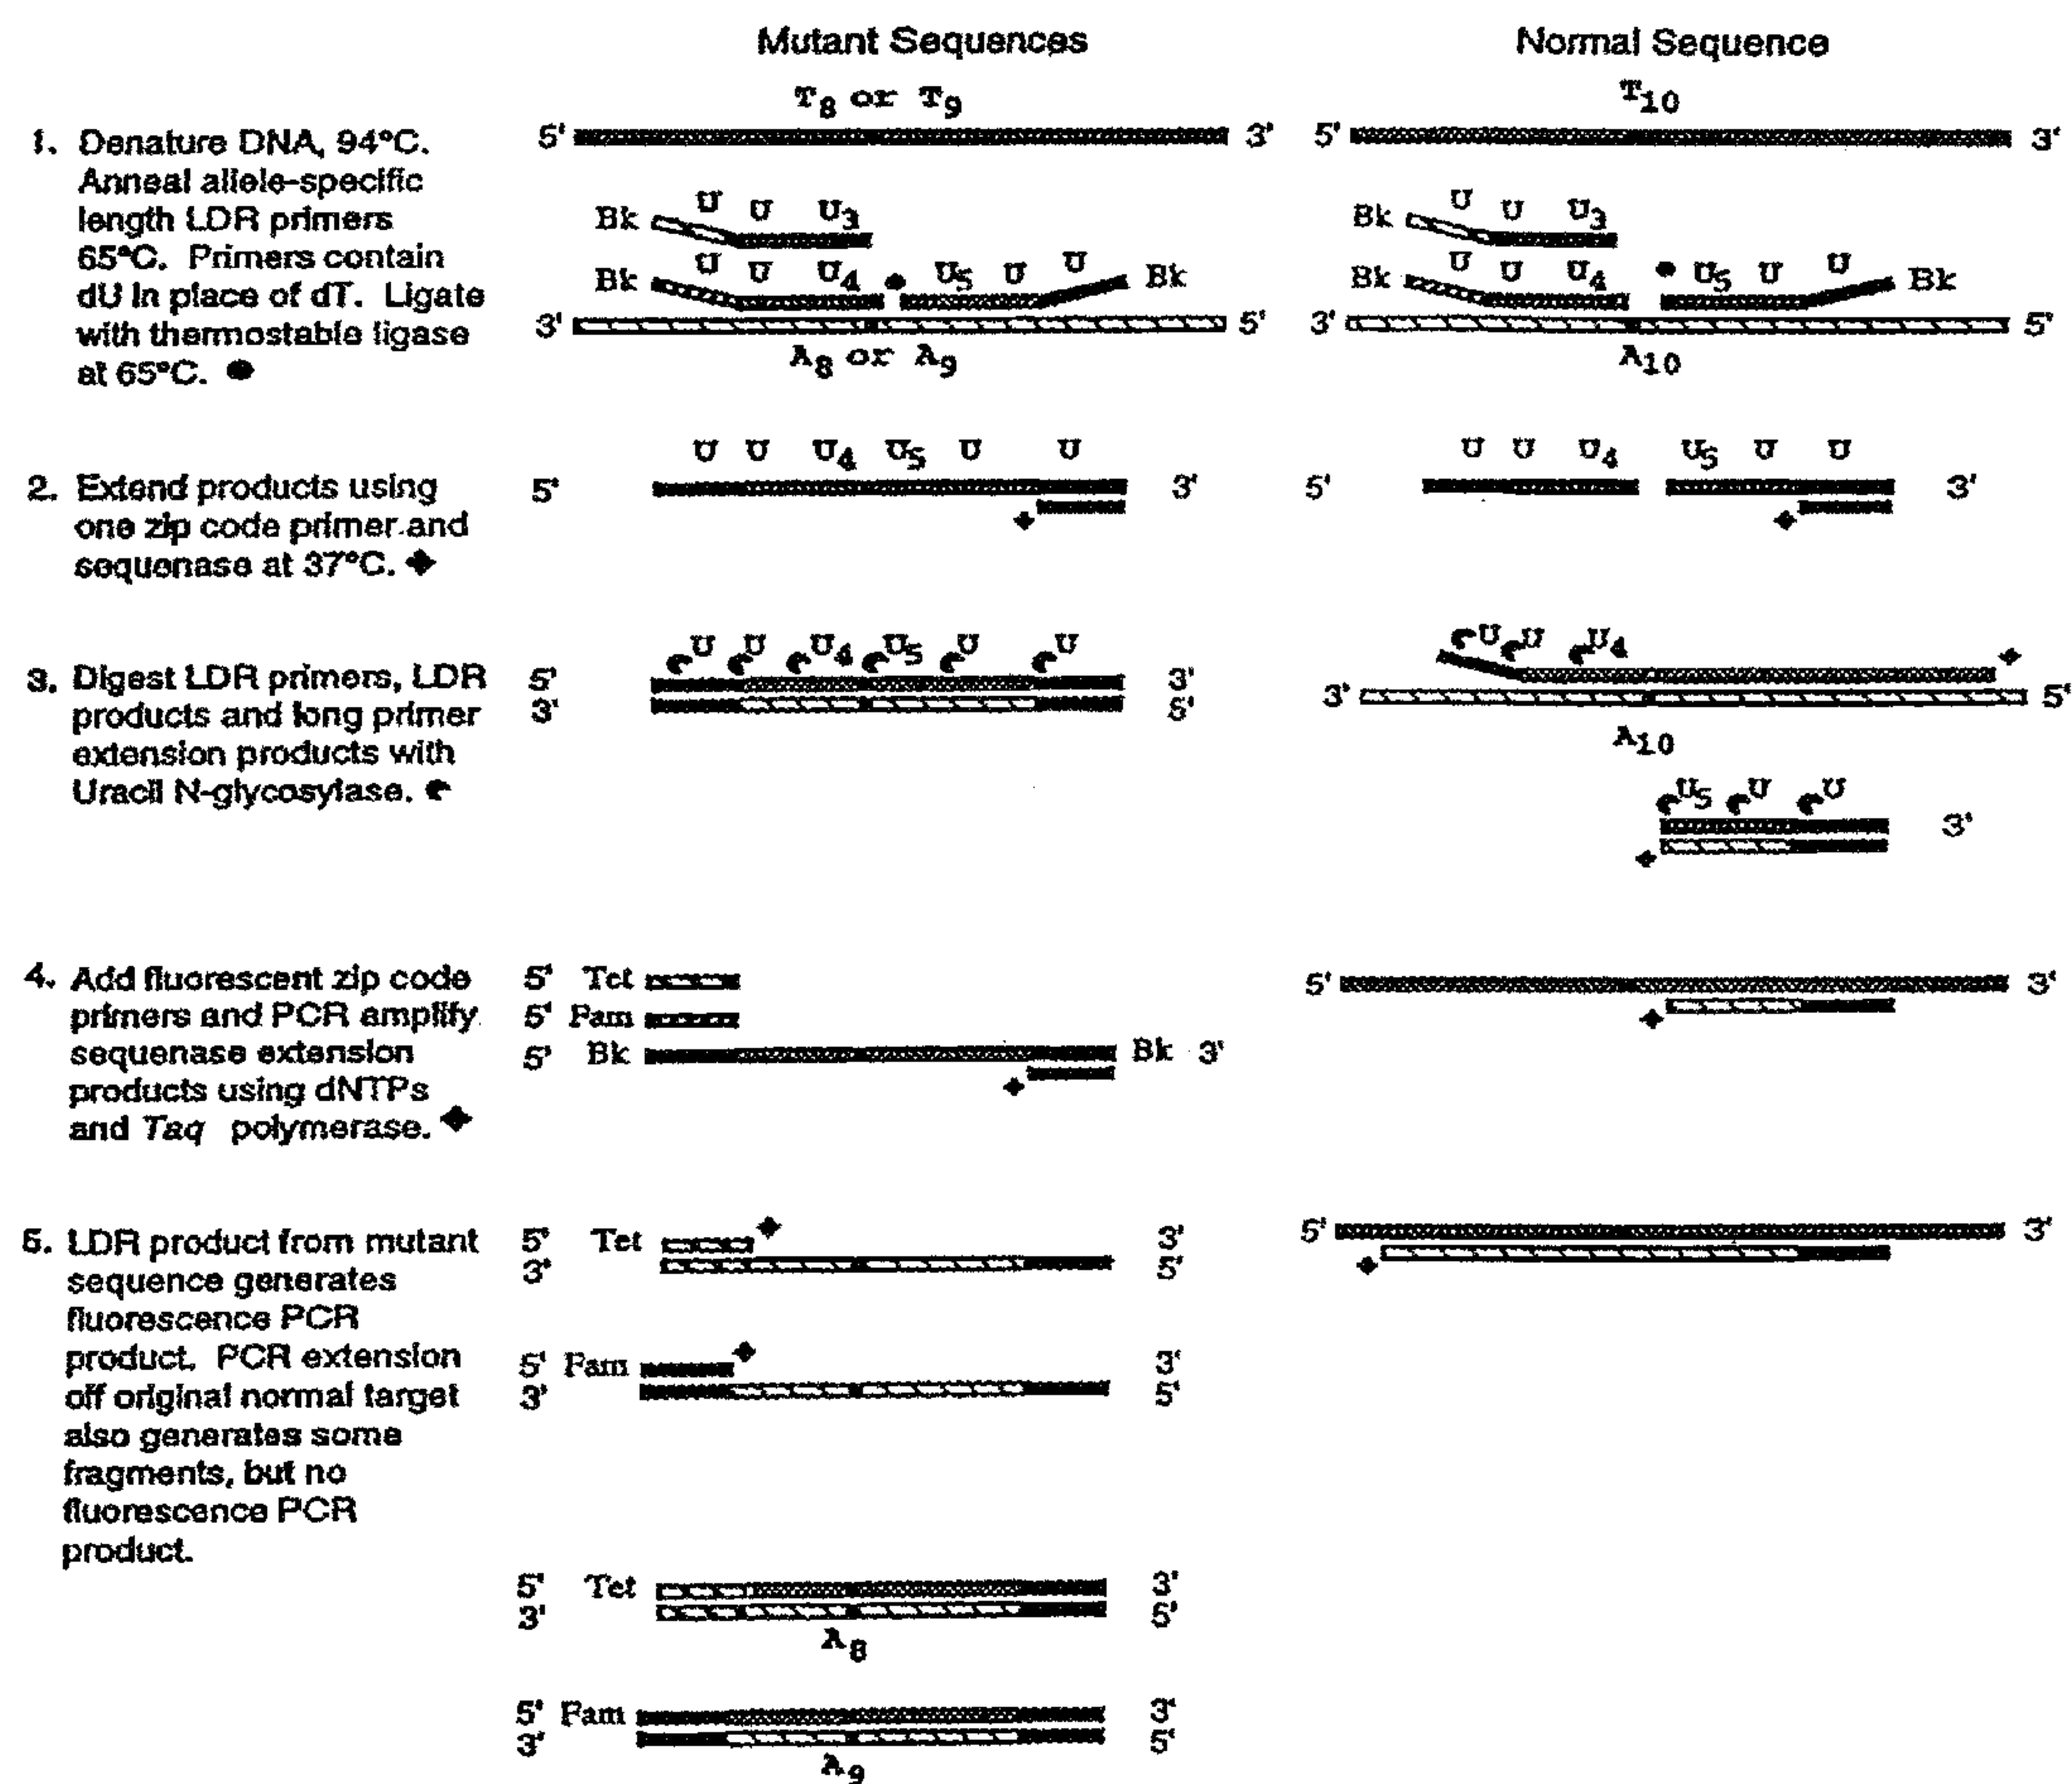 Mutant Sequences
Normal Sequence
T8 or T9
T10
1. Denature DNA, 94°C.
Anneal allele-specific
length LDR primers
65°C. Primers contain
dU in place of dT. Ligate
with thermostable ligase
at 65°C.
5' 3' 5' 3'
Bk U U U3
Bk U U U3
Bk U U U4 U5 U U Bk
Bk U U U4 U5 U U Bk
3' 5' 3' 5'
A8 or A9
A10
2. Extend products using
one zip code primer and
sequenase at 37°C.
U U U4 U5 U U
U U U4 U5 U U
5' 3' 5' 3'
3. Digest LDR primers, LDR
products and long primer
extension products with
Uracil N-glycosylase.
U U U4 U5 U U
U U U4
5' 3'
3' 5'
3' 5'
A10
U5 U U
3'
4. Add fluorescent zip code
primers and PCR amplify
sequenase extension
products using dNTPs
and Taq polymerase.
5' Tet
5' Fam
5' Bk Bk 3'
5' 3'
5. LDR product from mutant
sequence generates
fluorescence PCR
product. PCR extension
off original normal target
also generates some
fragments, but no
fluorescence PCR
product.
5' Tet 3'
3' 5'
5' 3'
5' Fam 3'
3' 5'
5' Tet 3'
3' 5'
A8
5' Fam 3'
3' 5'
A9